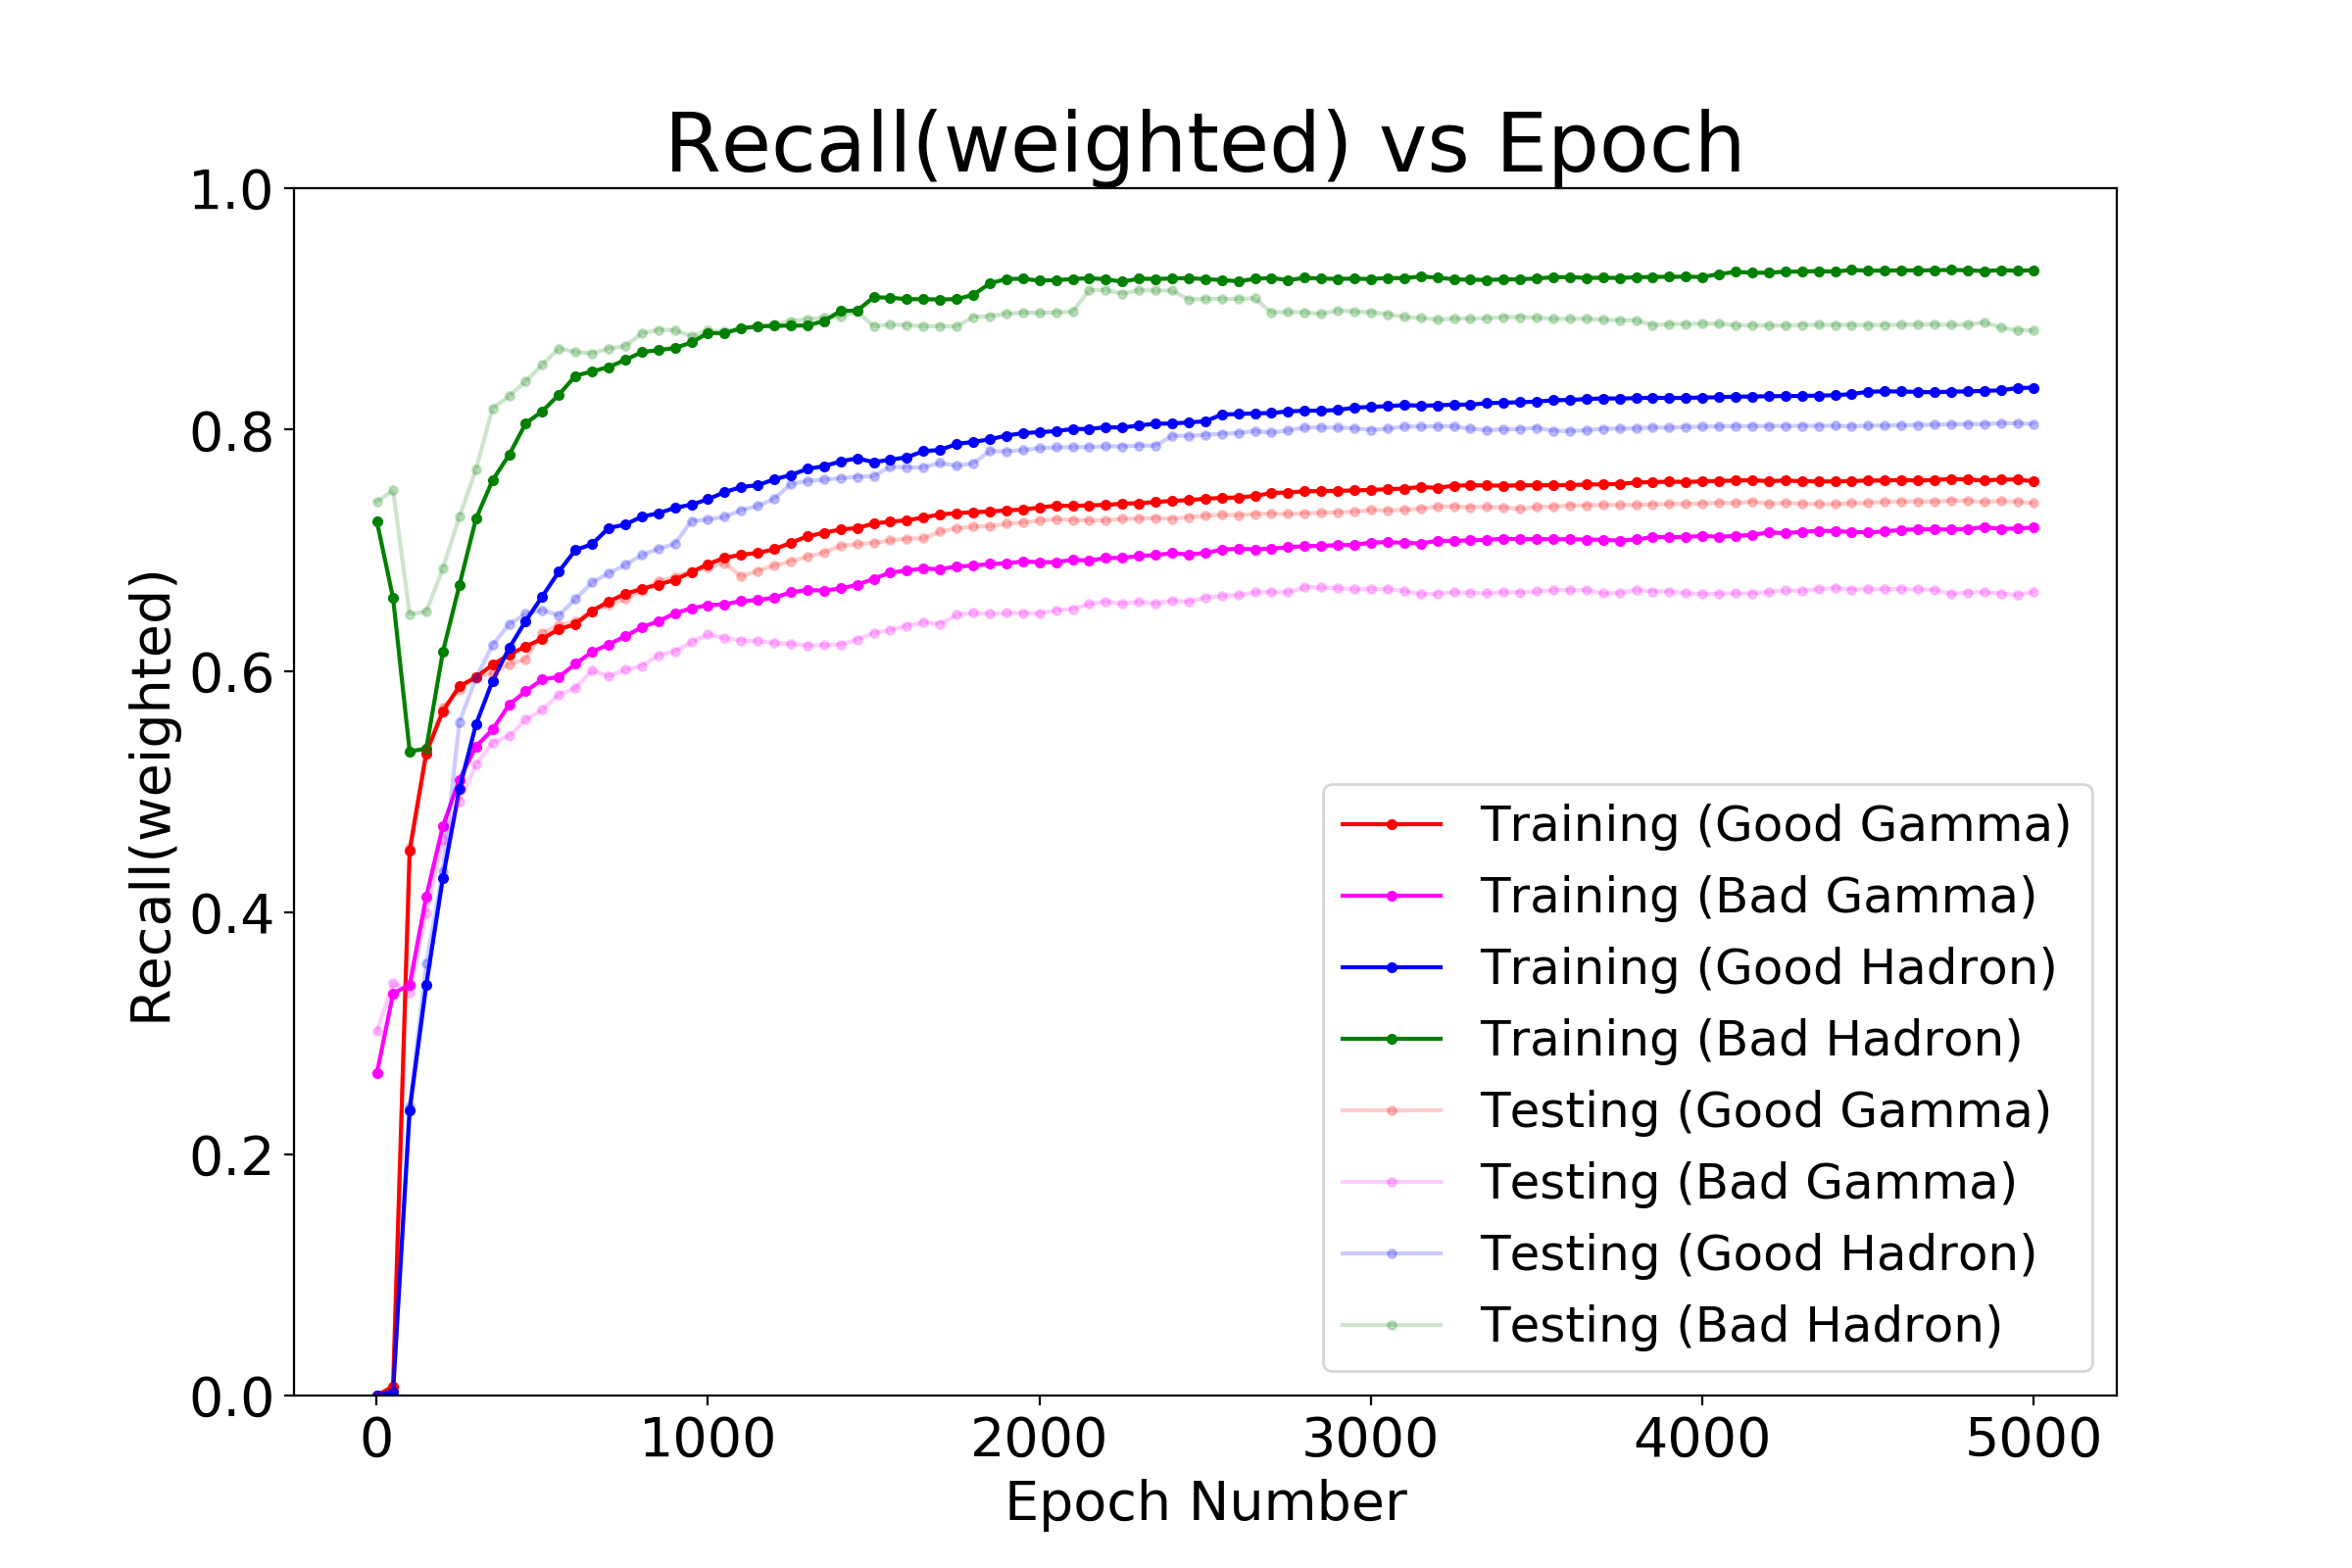 Recall(weighted) vs Epoch
Recall(weighted)
1.0
0.8
0.6
0.4
0.2
0.0
0 1000 2000 3000 4000 5000
Epoch Number
Training (Good Gamma)
Training (Bad Gamma)
Training (Good Hadron)
Training (Bad Hadron)
Testing (Good Gamma)
Testing (Bad Gamma)
Testing (Good Hadron)
Testing (Bad Hadron)